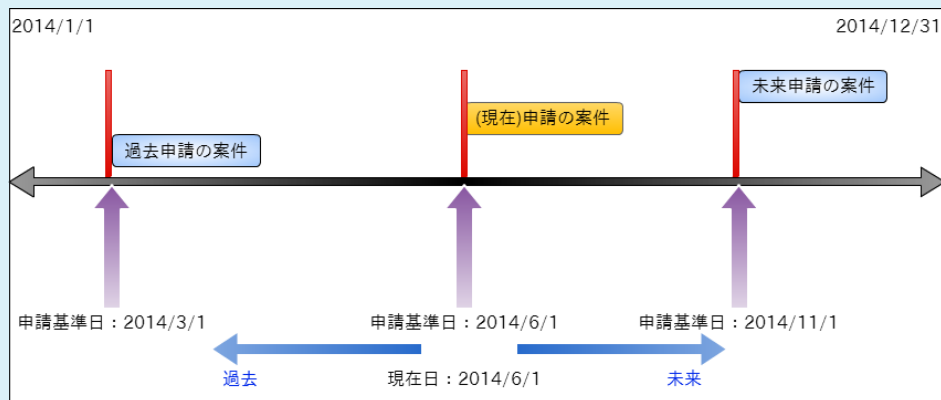 2014/1/1
2014/12/31
未来申請の案件
(現在)申請の案件
過去申請の案件
申請基準日：2014/3/1
申請基準日：2014/6/1
申請基準日：2014/11/1
過去
現在日：2014/6/1
未来